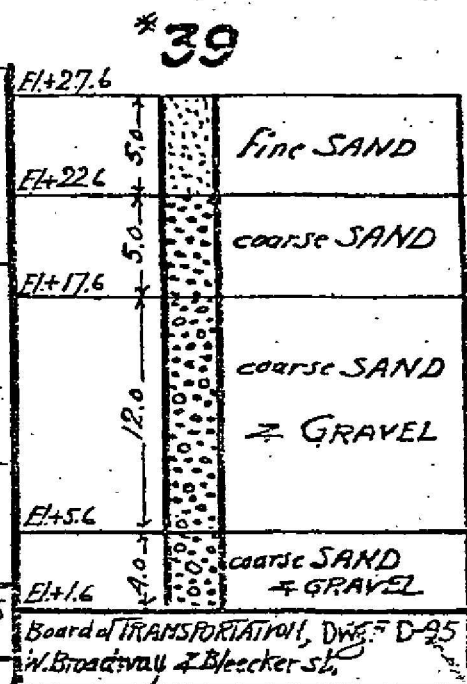 *39
El+27.6
5.0
fine SAND
El+22.6
5.0
coarse SAND
El+17.6
12.0
coarse SAND
& GRAVEL
El+5.6
4.0
coarse SAND
& GRAVEL
El+1.6
Board of TRANSPORTATION, DWG= D-95
W. Broadway & Bleecker st,